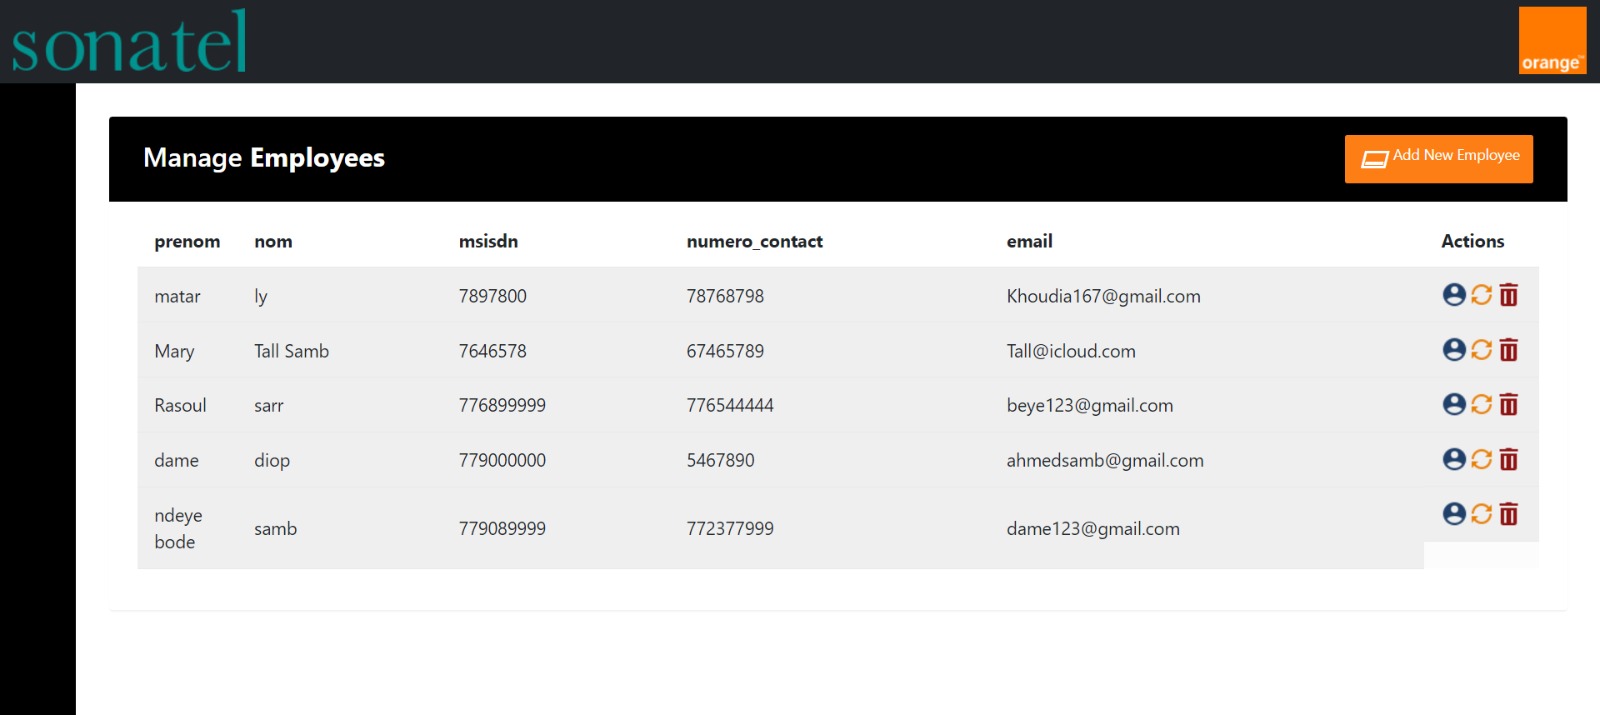 sonatel
orange™
Manage Employees
Add New Employee
prenom nom msisdn numero_contact email Actions
matar ly 7897800 78768798 Khoudia167@gmail.com
Mary Tall Samb 7646578 67465789 Tall@icloud.com
Rasoul sarr 776899999 776544444 beye123@gmail.com
dame diop 779000000 5467890 ahmedsamb@gmail.com
ndeye
bode samb 779089999 772377999 dame123@gmail.com